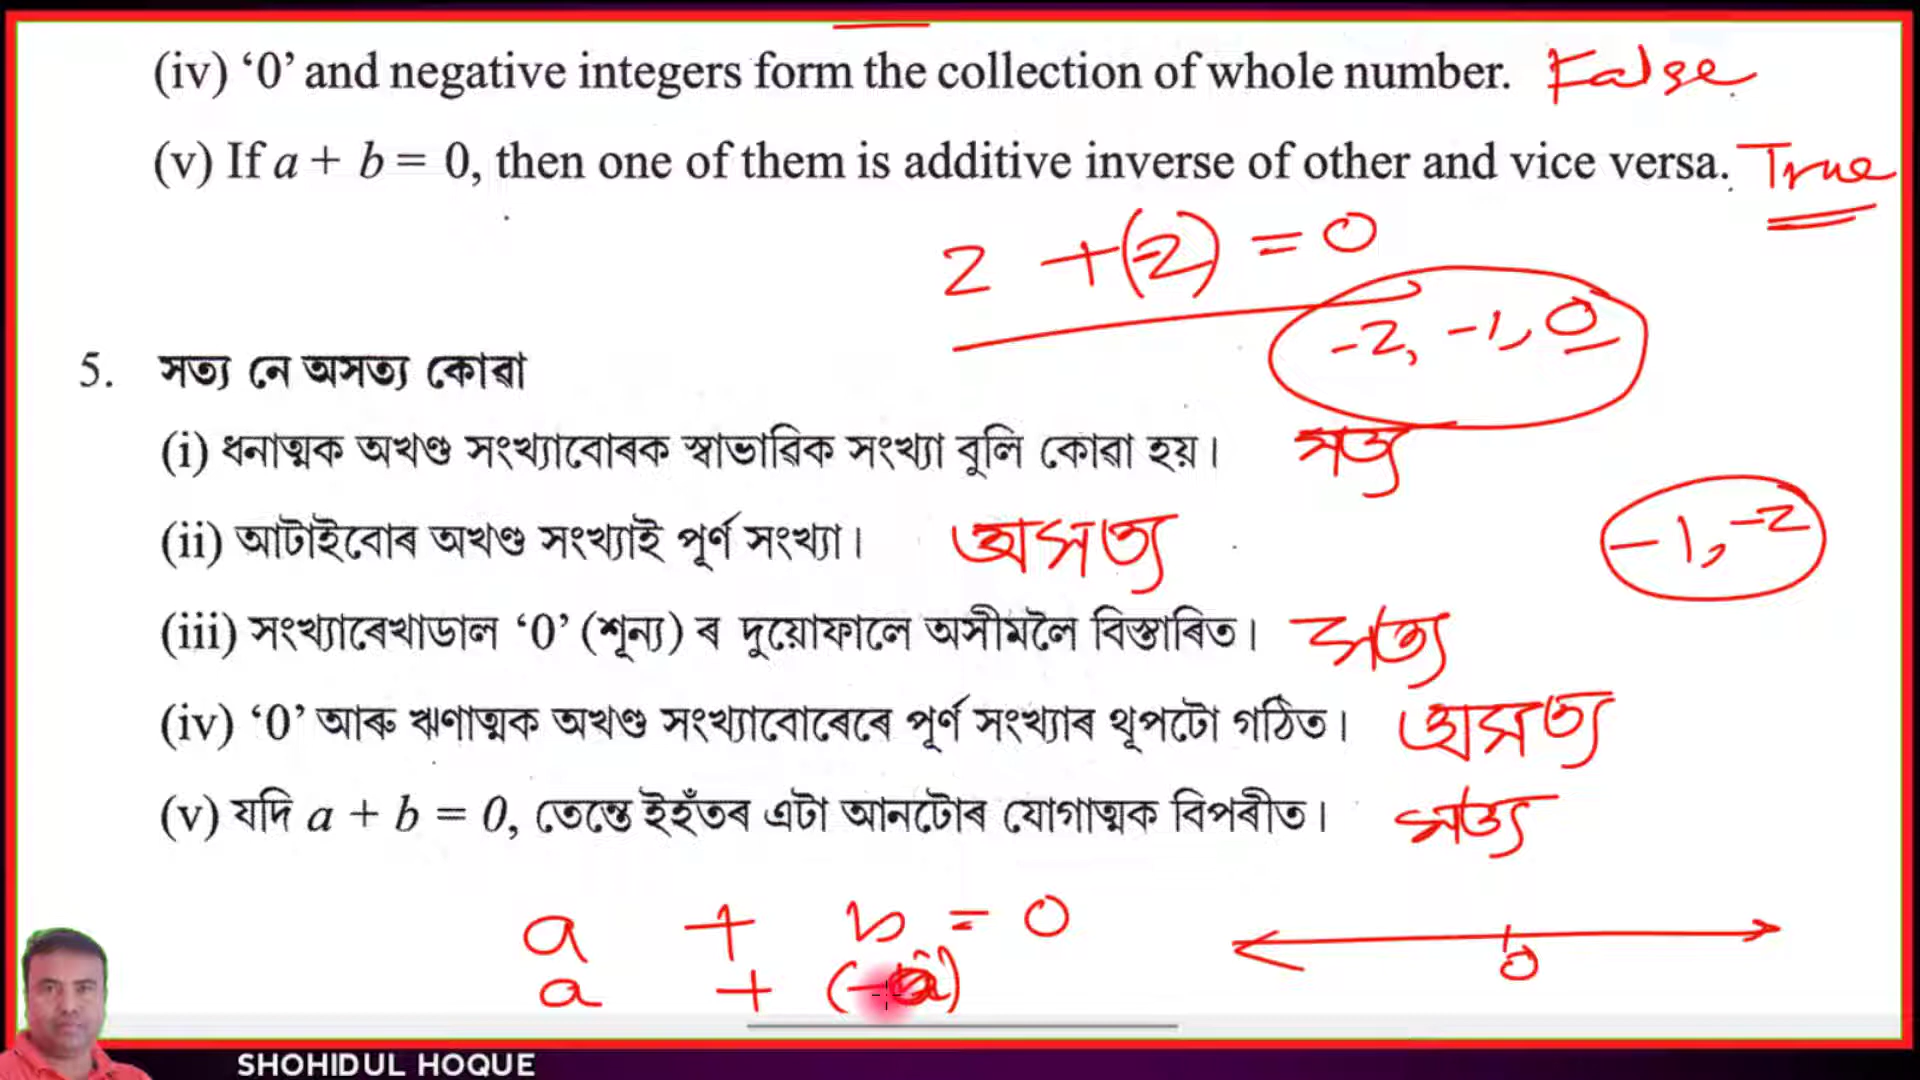 (iv) ‘0’ and negative integers form the collection of whole number. False
(v) If a + b = 0, then one of them is additive inverse of other and vice versa. True
2 + (-2) = 0
-2, -1, 0
5. সত্য নে অসত্য কোৱা
(i) ধনাত্মক অখণ্ড সংখ্যাবোৰক স্বাভাৱিক সংখ্যা বুলি কোৱা হয়। সত্য
(ii) আটাইবোৰ অখণ্ড সংখ্যাই পূৰ্ণ সংখ্যা। অসত্য
-1, -2
(iii) সংখ্যাৰেখাডাল ‘0’ (শূন্য) ৰ দুয়োফালে অসীমলৈ বিস্তাৰিত। সত্য
(iv) ‘0’ আৰু ঋণাত্মক অখণ্ড সংখ্যাবোৰেৰে পূৰ্ণ সংখ্যাৰ থূপটো গঠিত। অসত্য
(v) যদি a + b = 0, তেন্তে ইহঁতৰ এটা আনটোৰ যোগাত্মক বিপৰীত। সত্য
a + b = 0
0
a + (-a)
SHOHIDUL HOQUE